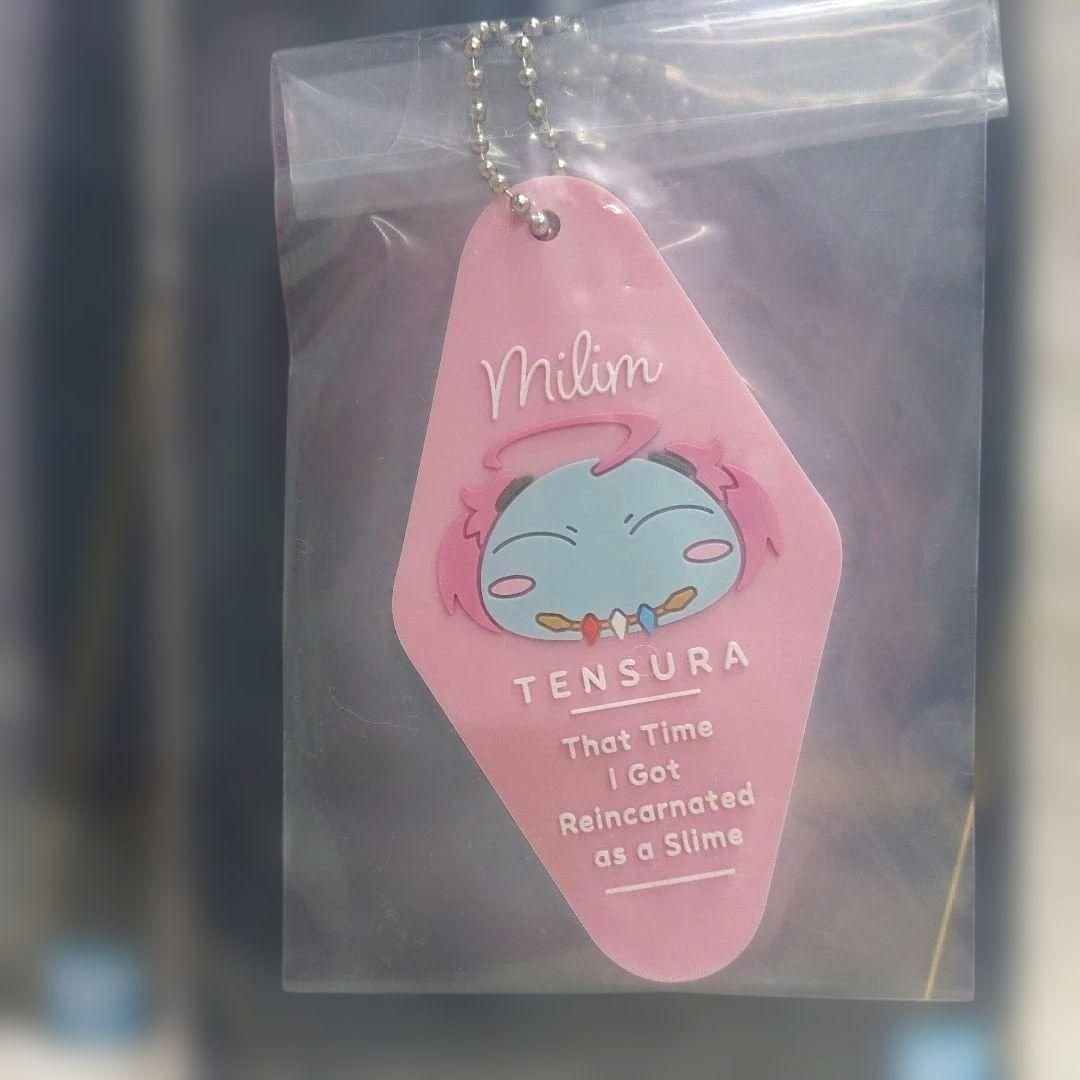 Milim
TENSURA
That Time
I Got
Reincarnated
as a Slime